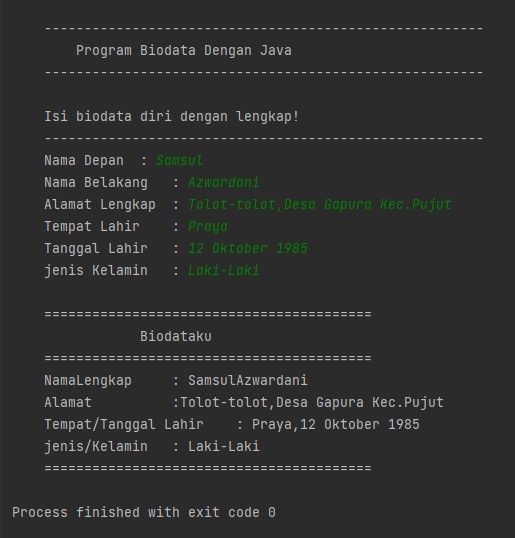 -------------------------------------------------------
Program Biodata Dengan Java
-------------------------------------------------------
Isi biodata diri dengan lengkap!
-------------------------------------------------------
Nama Depan  : Samsul
Nama Belakang   : Azwardani
Alamat Lengkap  : Tolot-tolot,Desa Gapura Kec.Pujut
Tempat Lahir    : Praya
Tanggal Lahir   : 12 Oktober 1985
jenis Kelamin   : Laki-Laki
=========================================
Biodataku
=========================================
NamaLengkap     : SamsulAzwardani
Alamat          :Tolot-tolot,Desa Gapura Kec.Pujut
Tempat/Tanggal Lahir    : Praya,12 Oktober 1985
jenis/Kelamin   : Laki-Laki
=========================================
Process finished with exit code 0